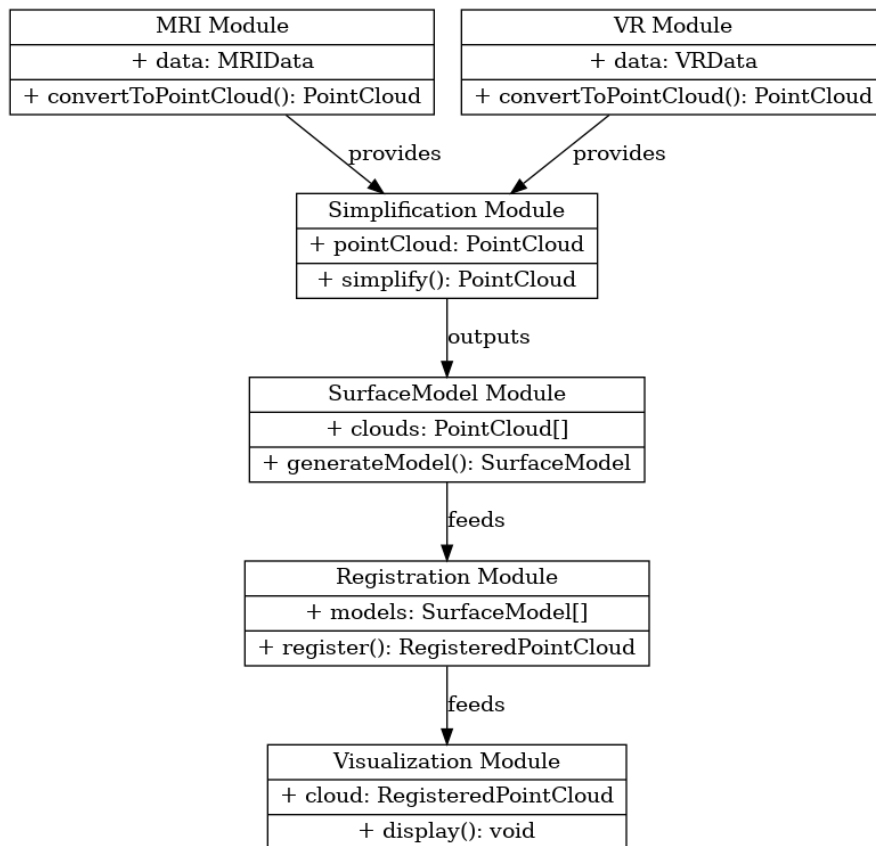 MRI Module
+ data: MRIData
+ convertToPointCloud(): PointCloud
VR Module
+ data: VRData
+ convertToPointCloud(): PointCloud
provides
provides
Simplification Module
+ pointCloud: PointCloud
+ simplify(): PointCloud
outputs
SurfaceModel Module
+ clouds: PointCloud[]
+ generateModel(): SurfaceModel
feeds
Registration Module
+ models: SurfaceModel[]
+ register(): RegisteredPointCloud
feeds
Visualization Module
+ cloud: RegisteredPointCloud
+ display(): void